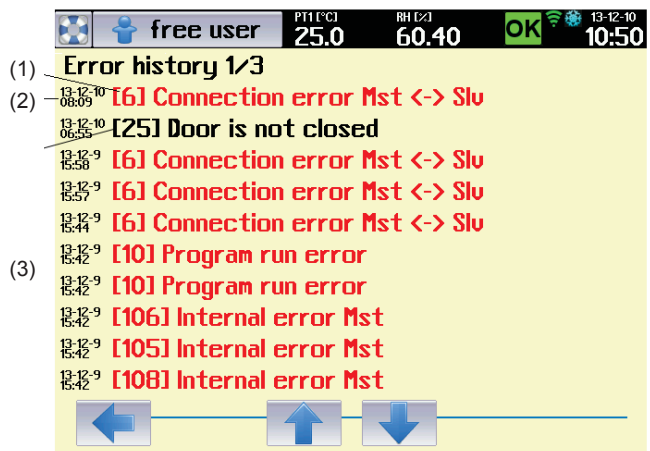 free user PT1 [°C] 25.0 RH [%] 60.40 OK 13-12-10 10:50
Error history 1/3
(1)
(2)
13-12-10 08:09 [6] Connection error Mst <-> Slv
13-12-10 06:55 [25] Door is not closed
13-12-9 15:58 [6] Connection error Mst <-> Slv
13-12-9 15:57 [6] Connection error Mst <-> Slv
13-12-9 15:44 [6] Connection error Mst <-> Slv
13-12-9 15:42 [10] Program run error
(3)
13-12-9 15:42 [10] Program run error
13-12-9 15:42 [106] Internal error Mst
13-12-9 15:42 [105] Internal error Mst
13-12-9 15:42 [108] Internal error Mst